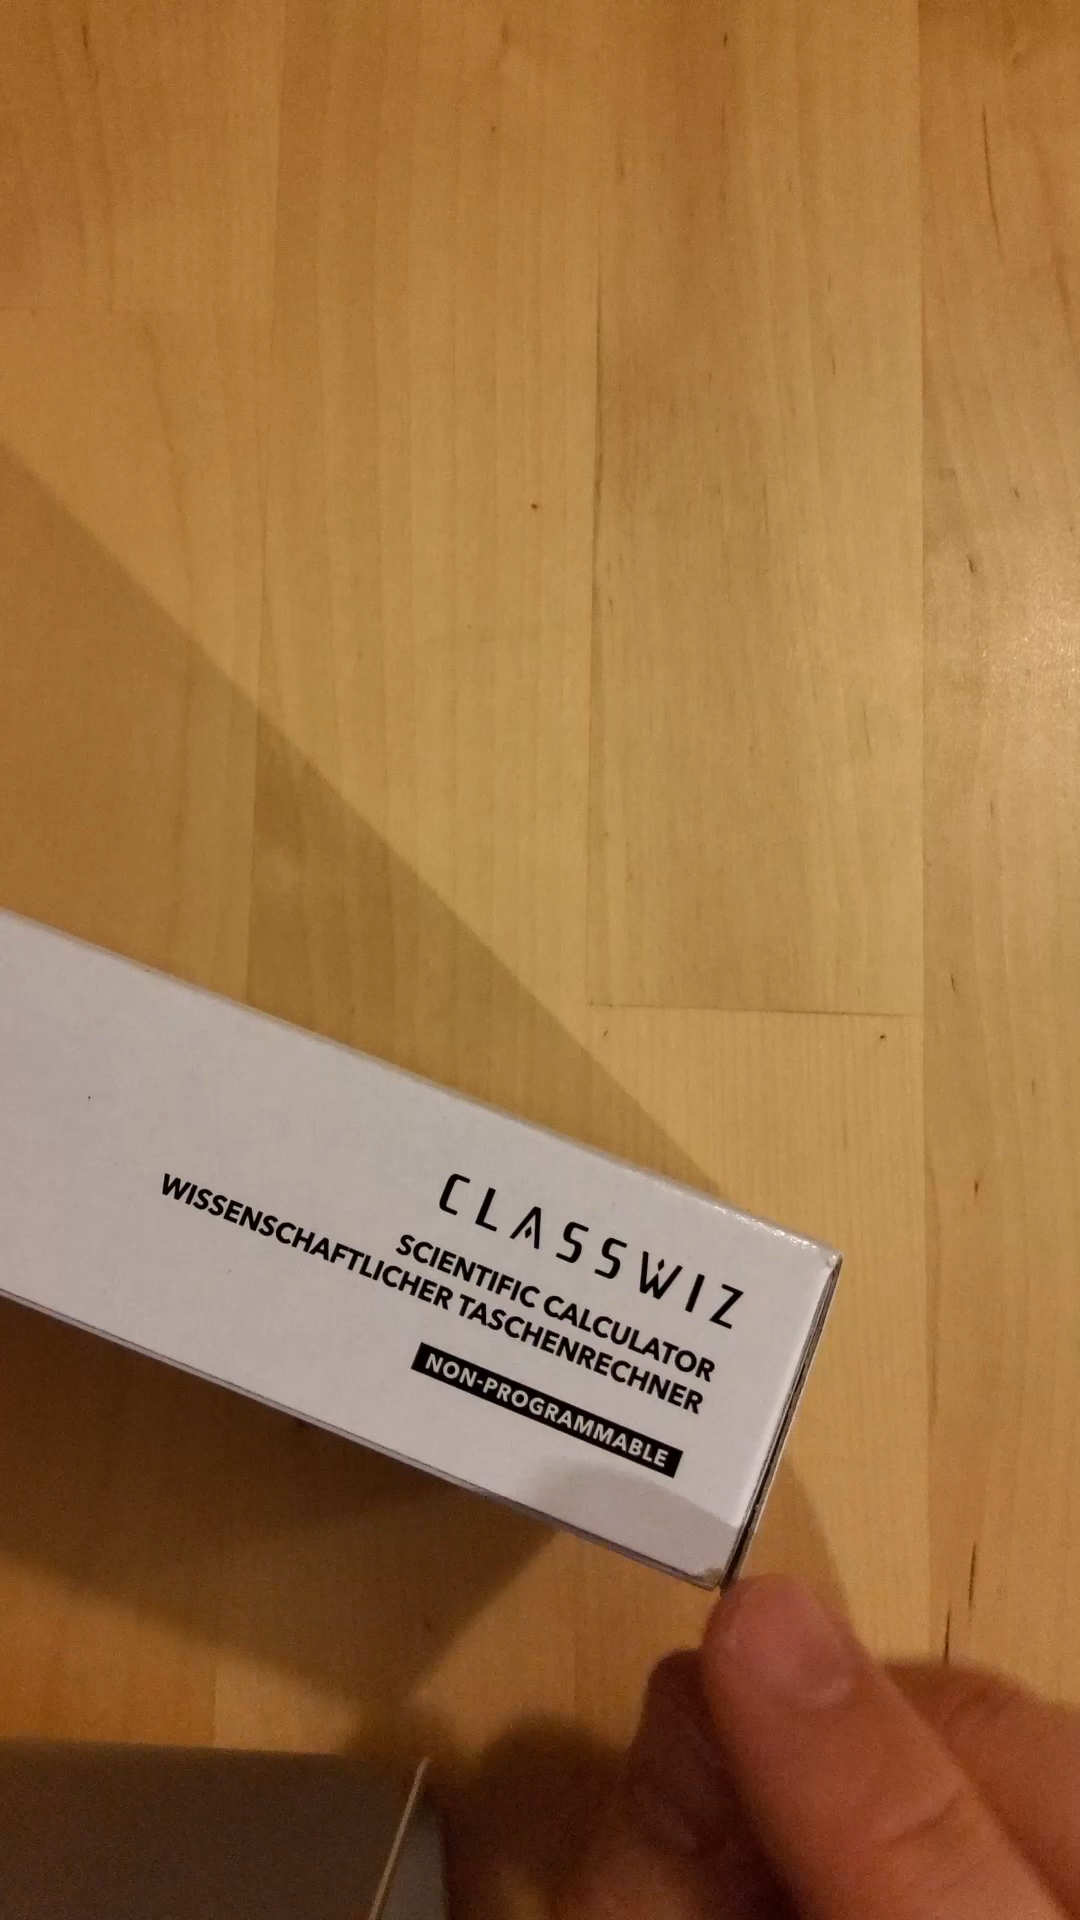 CLASSWIZ
SCIENTIFIC CALCULATOR
WISSENSCHAFTLICHER TASCHENRECHNER
NON-PROGRAMMABLE